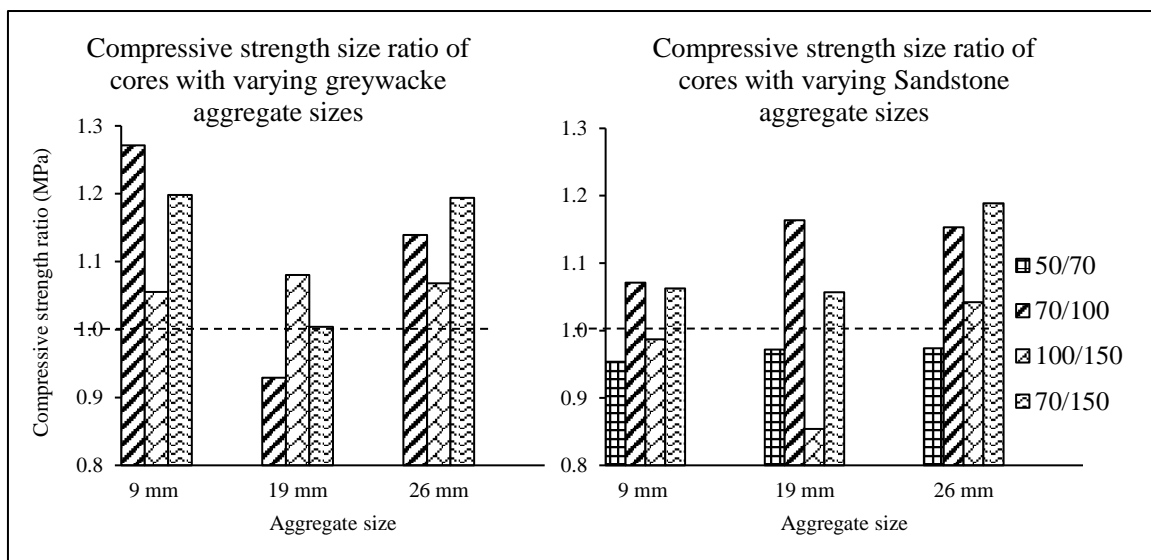 Compressive strength size ratio of
cores with varying greywacke
aggregate sizes
Compressive strength ratio (MPa)
1.3
1.2
1.1
1.0
0.9
0.8
9 mm
19 mm
26 mm
Aggregate size
Compressive strength size ratio of
cores with varying Sandstone
aggregate sizes
1.3
1.2
1.1
1.0
0.9
0.8
9 mm
19 mm
26 mm
Aggregate size
50/70
70/100
100/150
70/150